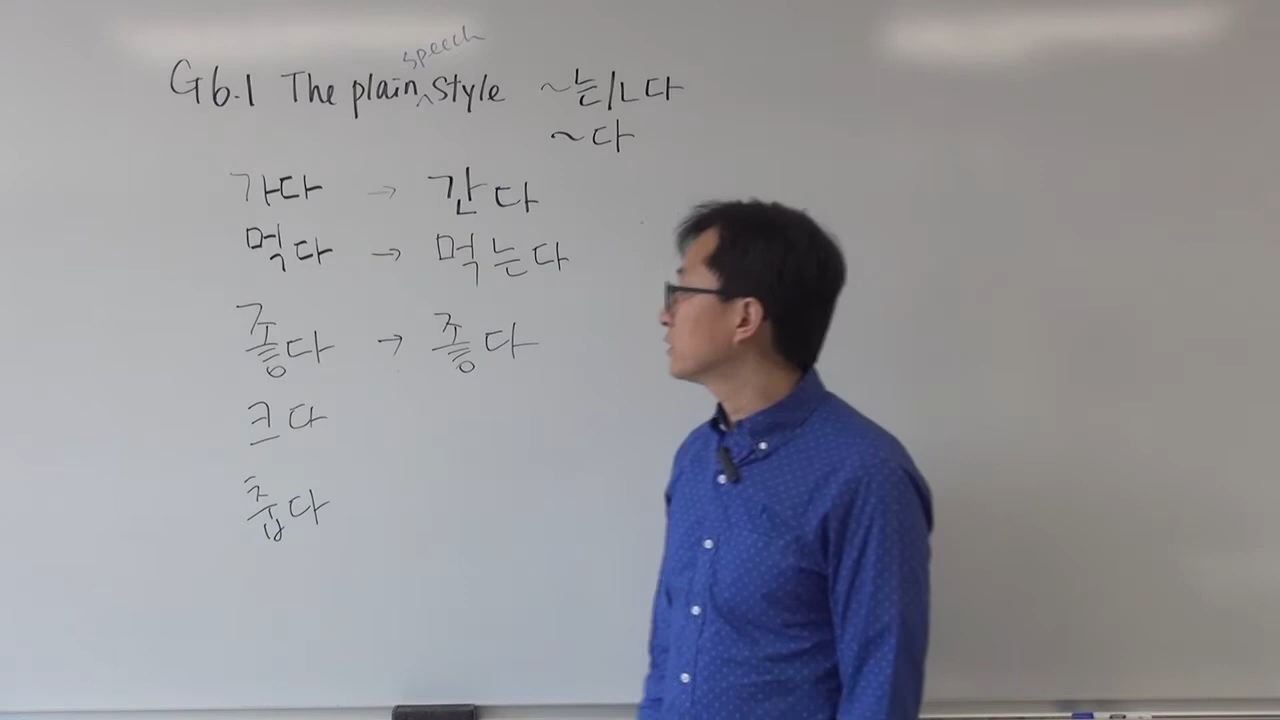 G6.1 The plain speech style ~는/ㄴ다
~다
가다 → 간다
먹다 → 먹는다
좋다 → 좋다
크다
춥다